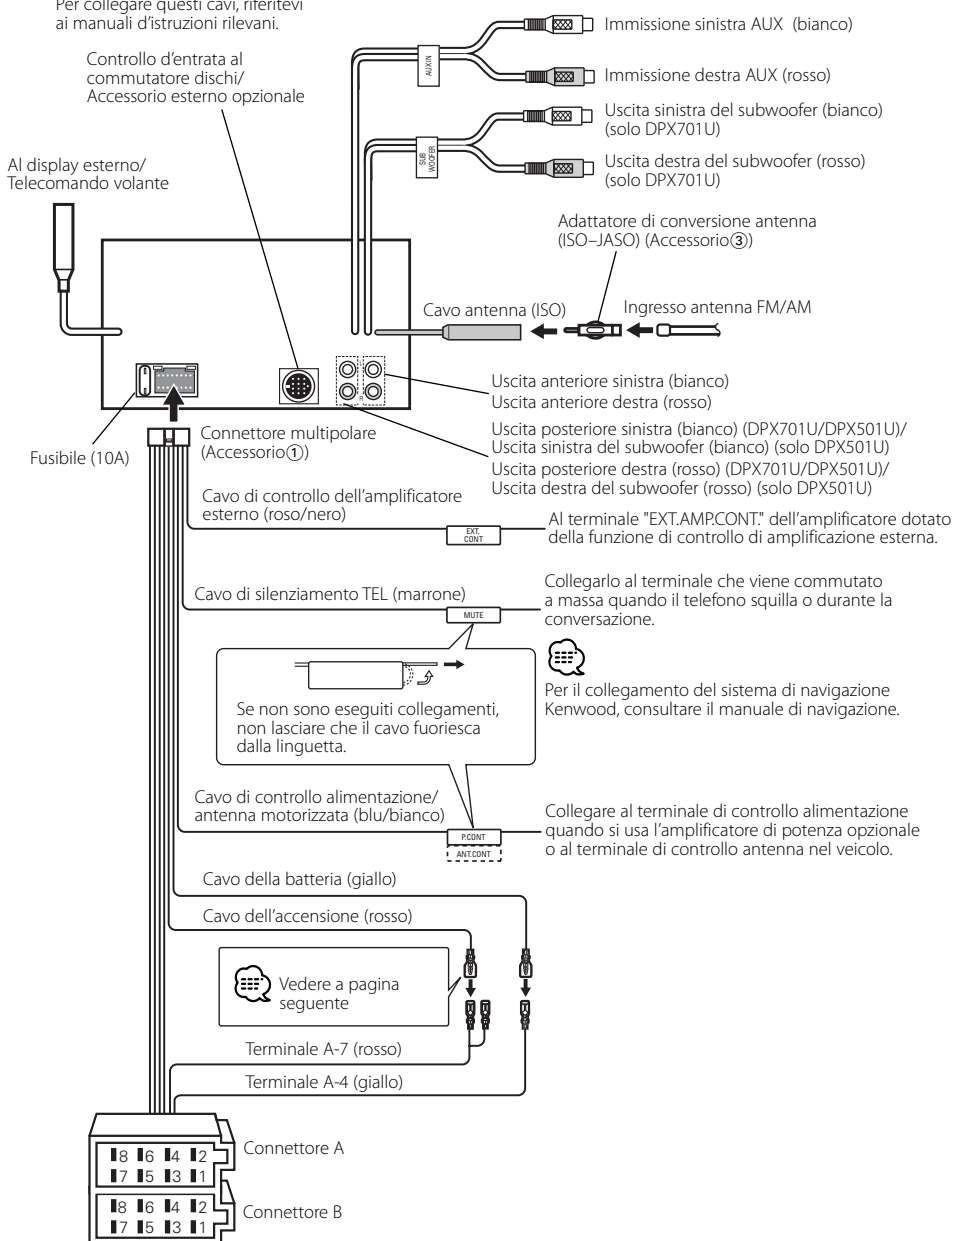 Per collegare questi cavi, riferitevi
ai manuali d'istruzioni rilevani.
Controllo d'entrata al
commutatore dischi/
Accessorio esterno opzionale
Al display esterno/
Telecomando volante
AUX IN
Immissione sinistra AUX (bianco)
Immissione destra AUX (rosso)
SUB
WOOFER
Uscita sinistra del subwoofer (bianco)
(solo DPX701U)
Uscita destra del subwoofer (rosso)
(solo DPX701U)
Adattatore di conversione antenna
(ISO–JASO) (Accessorio③)
Cavo antenna (ISO)
Ingresso antenna FM/AM
L
R
Uscita anteriore sinistra (bianco)
Uscita anteriore destra (rosso)
Uscita posteriore sinistra (bianco) (DPX701U/DPX501U)/
Uscita sinistra del subwoofer (bianco) (solo DPX501U)
Uscita posteriore destra (rosso) (DPX701U/DPX501U)/
Uscita destra del subwoofer (rosso) (solo DPX501U)
Fusibile (10A)
Connettore multipolare
(Accessorio①)
Cavo di controllo dell'amplificatore
esterno (roso/nero)
EXT.
CONT
Al terminale "EXT.AMP.CONT." dell'amplificatore dotato
della funzione di controllo di amplificazione esterna.
Cavo di silenziamento TEL (marrone)
MUTE
Collegarlo al terminale che viene commutato
a massa quando il telefono squilla o durante la
conversazione.
Per il collegamento del sistema di navigazione
Kenwood, consultare il manuale di navigazione.
Se non sono eseguiti collegamenti,
non lasciare che il cavo fuoriesca
dalla linguetta.
Cavo di controllo alimentazione/
antenna motorizzata (blu/bianco)
P.CONT
ANT.CONT
Collegare al terminale di controllo alimentazione
quando si usa l'amplificatore di potenza opzionale
o al terminale di controllo antenna nel veicolo.
Cavo della batteria (giallo)
Cavo dell'accensione (rosso)
Vedere a pagina
seguente
Terminale A-7 (rosso)
Terminale A-4 (giallo)
8 6 4 2
7 5 3 1
Connettore A
8 6 4 2
7 5 3 1
Connettore B